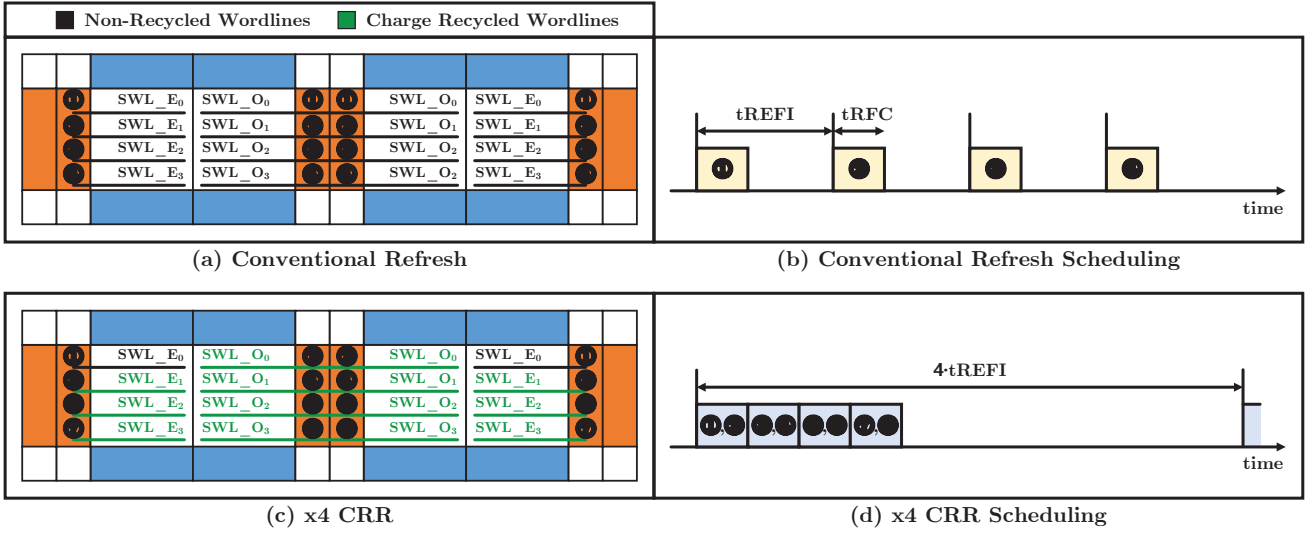 Non-Recycled Wordlines Charge Recycled Wordlines
SWL_E₀ SWL_O₀ SWL_O₀ SWL_E₀
SWL_E₁ SWL_O₁ SWL_O₁ SWL_E₁
SWL_E₂ SWL_O₂ SWL_O₂ SWL_E₂
SWL_E₃ SWL_O₃ SWL_O₂ SWL_E₃
(a) Conventional Refresh
tREFI tRFC
time
(b) Conventional Refresh Scheduling
SWL_E₀ SWL_O₀ SWL_O₀ SWL_E₀
SWL_E₁ SWL_O₁ SWL_O₁ SWL_E₁
SWL_E₂ SWL_O₂ SWL_O₂ SWL_E₂
SWL_E₃ SWL_O₃ SWL_O₃ SWL_E₃
(c) x4 CRR
4·tREFI
time
(d) x4 CRR Scheduling